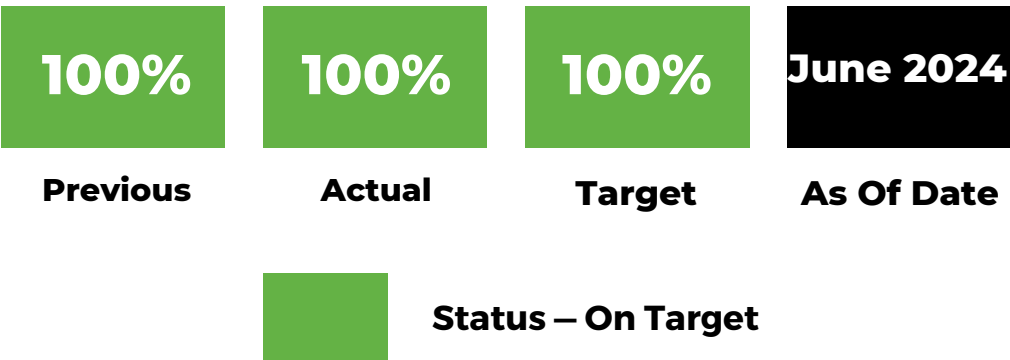 100% 100% 100% June 2024
Previous Actual Target As Of Date
Status — On Target